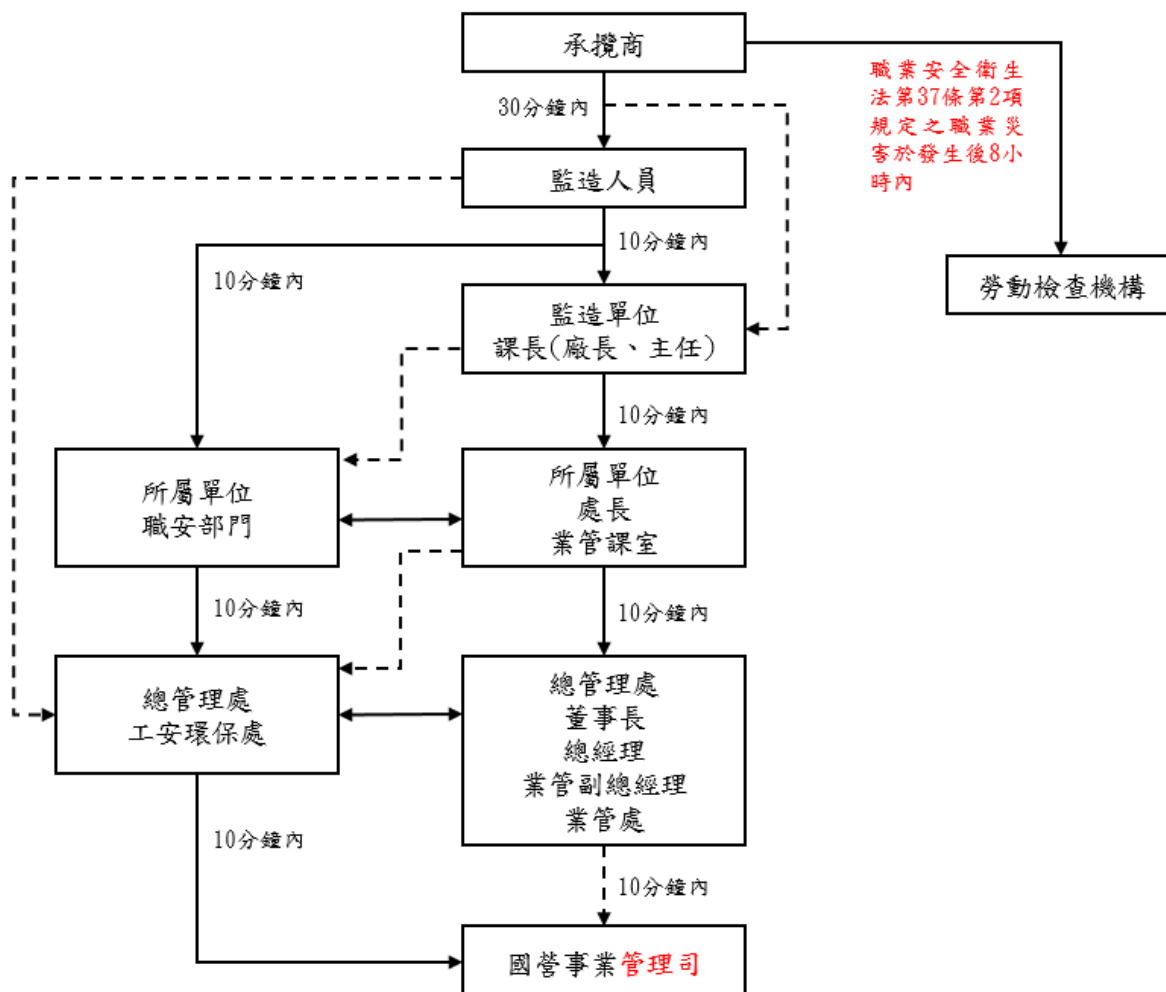 承攬商
職業安全衛生
法第37條第2項
規定之職業災
害於發生後8小
時內
30分鐘內
監造人員
10分鐘內
10分鐘內
勞動檢查機構
監造單位
課長(廠長、主任)
10分鐘內
所屬單位
職安部門
所屬單位
處長
業管課室
10分鐘內
10分鐘內
總管理處
工安環保處
總管理處
董事長
總經理
業管副總經理
業管處
10分鐘內
10分鐘內
國營事業管理司